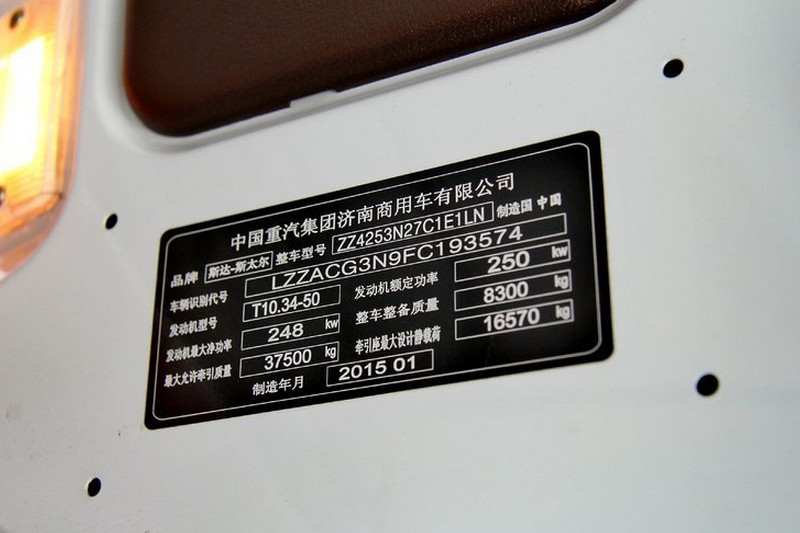 中国重汽集团济南商用车有限公司
品牌 斯达-斯太尔 整车型号 ZZ4253N27C1E1LN 制造国 中国
车辆识别代号 LZZACG3N9FC193574
发动机型号 T10.34-50 发动机额定功率 250 kw
发动机最大净功率 248 kw 整车整备质量 8300 kg
最大允许牵引质量 37500 kg 牵引座最大设计静载荷 16570 kg
制造年月 2015 01